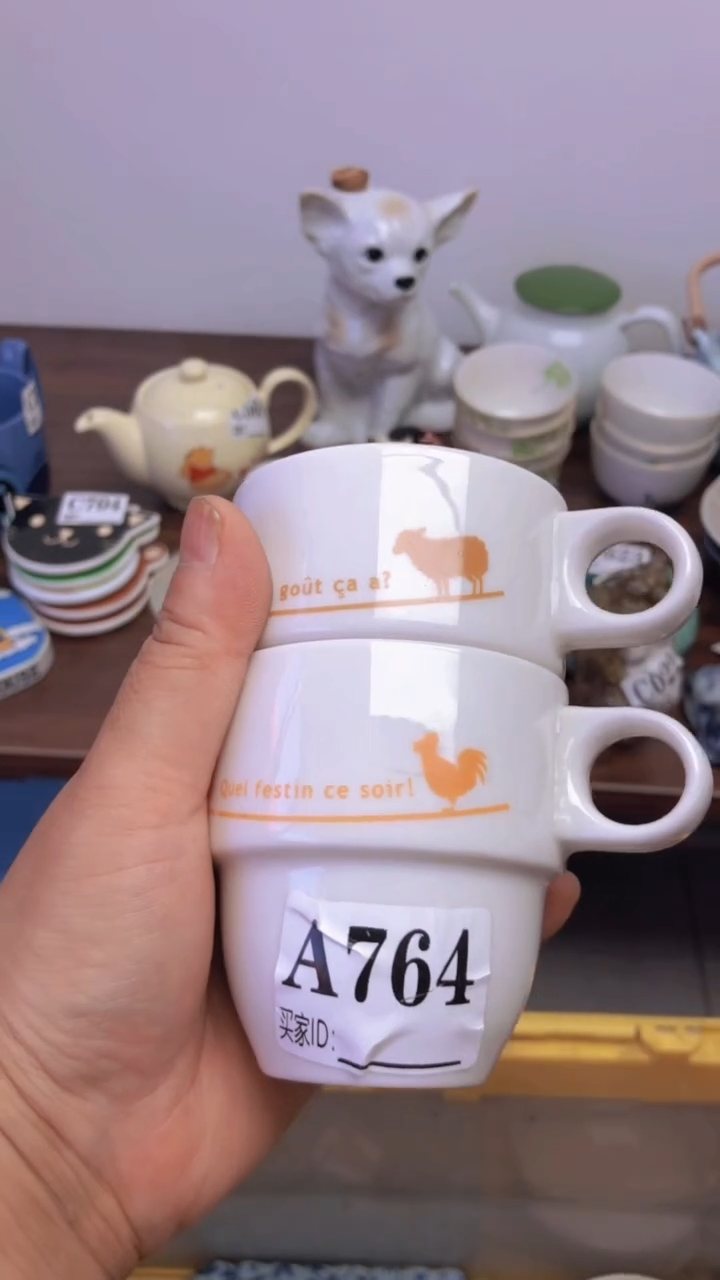 C704
goût ça a?
Quel festin ce soir!
A764
买家ID: